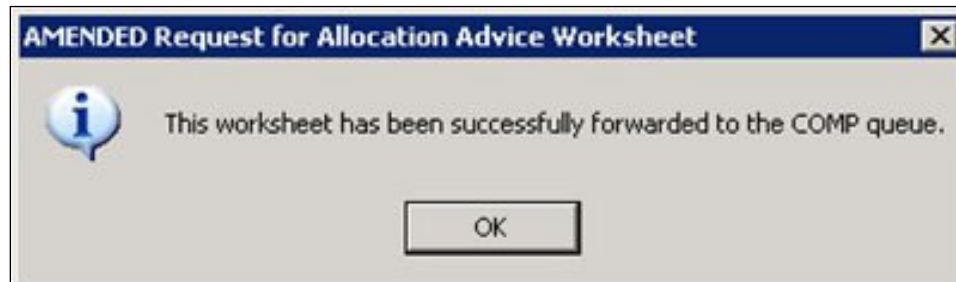 AMENDED Request for Allocation Advice Worksheet
This worksheet has been successfully forwarded to the COMP queue.
OK